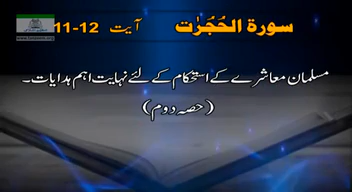 سورۃ الحُجُرٰت آیت 12-11
مسلمان معاشرے کے استحکام کے لئے نہایت اہم ہدایات۔
(حصہ دوم)